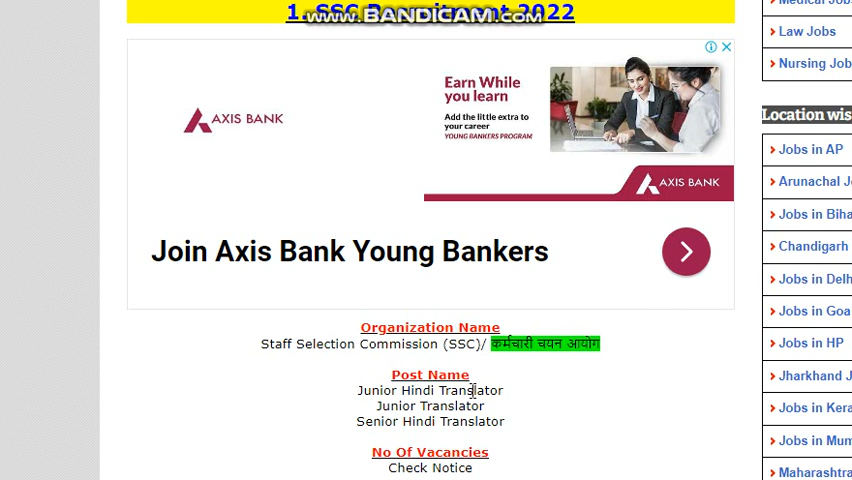 1. SSC Recruitment 2022
www.BANDICAM.com
AXIS BANK
Earn While
you learn
Add the little extra to
your career
YOUNG BANKERS PROGRAM
AXIS BANK
Join Axis Bank Young Bankers
Organization Name
Staff Selection Commission (SSC)/ कर्मचारी चयन आयोग
Post Name
Junior Hindi Translator
Junior Translator
Senior Hindi Translator
No Of Vacancies
Check Notice
Law Jobs
Nursing Job
Location wis
Jobs in AP
Arunachal J
Jobs in Biha
Chandigarh
Jobs in Delh
Jobs in Goa
Jobs in HP
Jharkhand J
Jobs in Kera
Jobs in Mum
Maharashtra